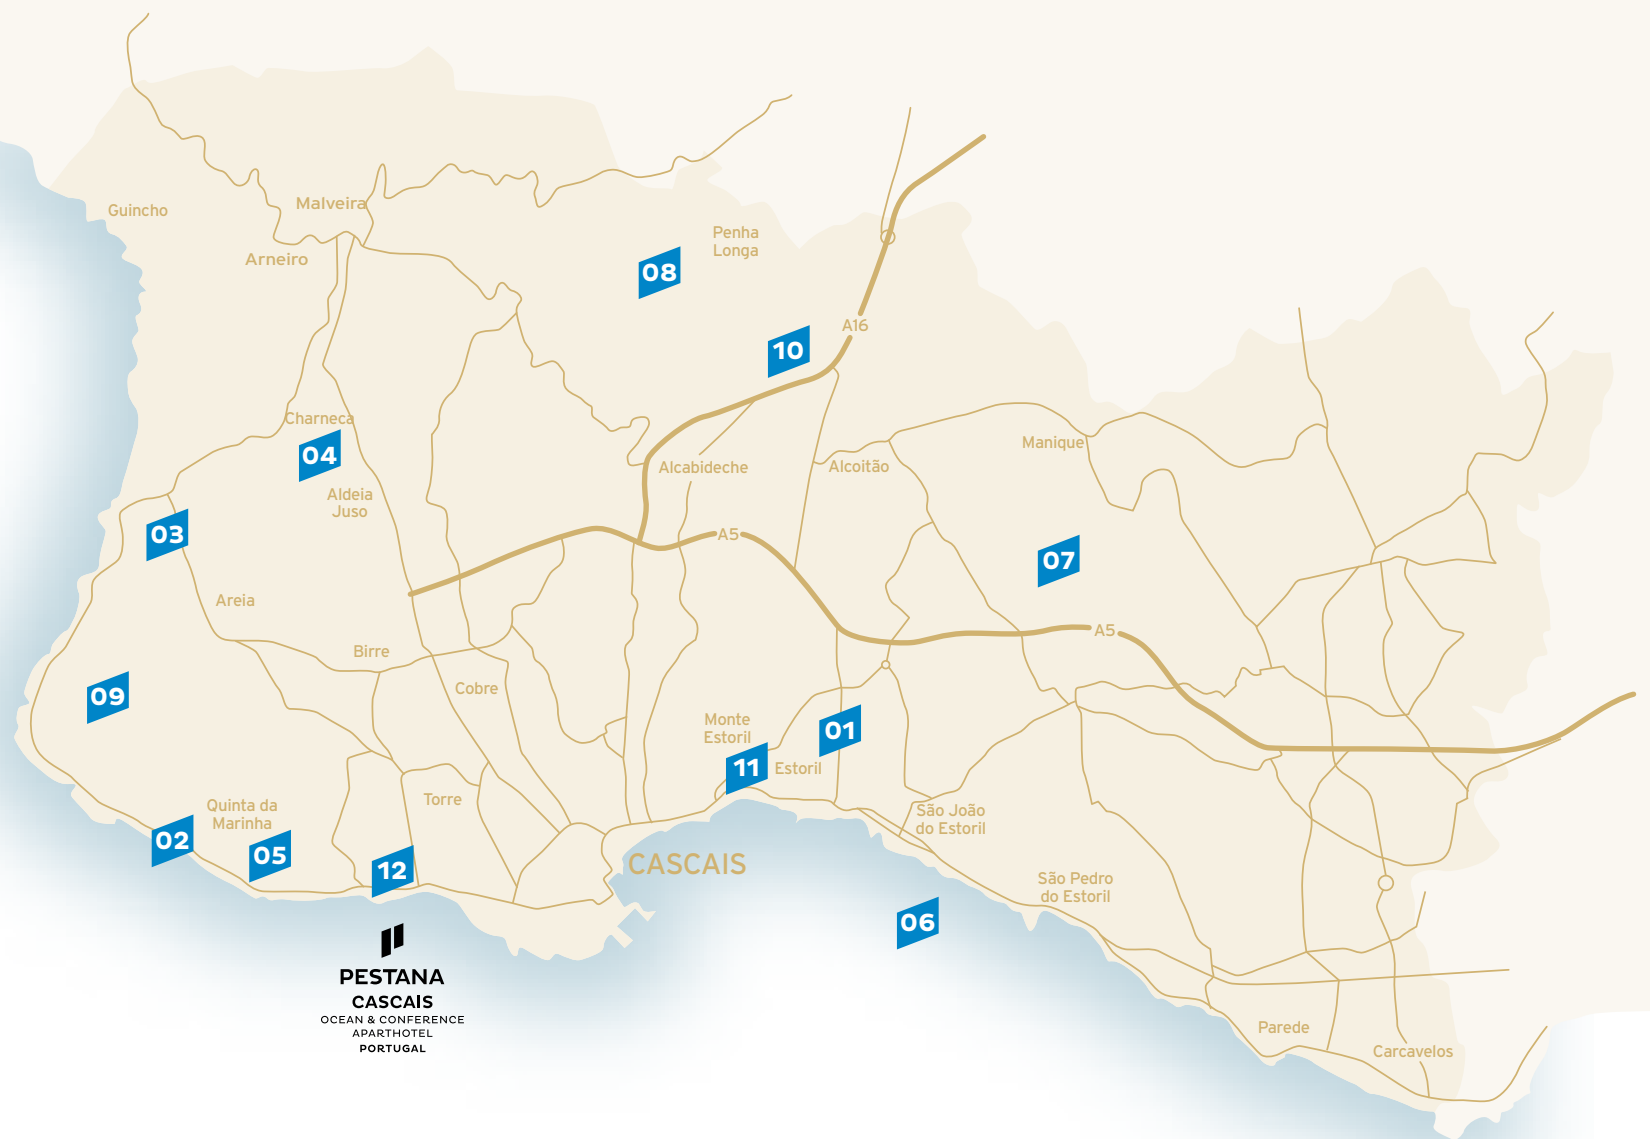 Guincho
Malveira
Arneiro
Penha
Longa
08
A16
10
Charneca
04
Manique
Alcabideche
Alcoitão
Aldeia
Juso
03
A5
07
Areia
A5
Birre
Cobre
09
Monte
Estoril
01
11
Estoril
Torre
Quinta da
Marinha
02
05
São João
do Estoril
12
CASCAIS
São Pedro
do Estoril
06
PESTANA
CASCAIS
OCEAN & CONFERENCE
APARTHOTEL
PORTUGAL
Parede
Carcavelos